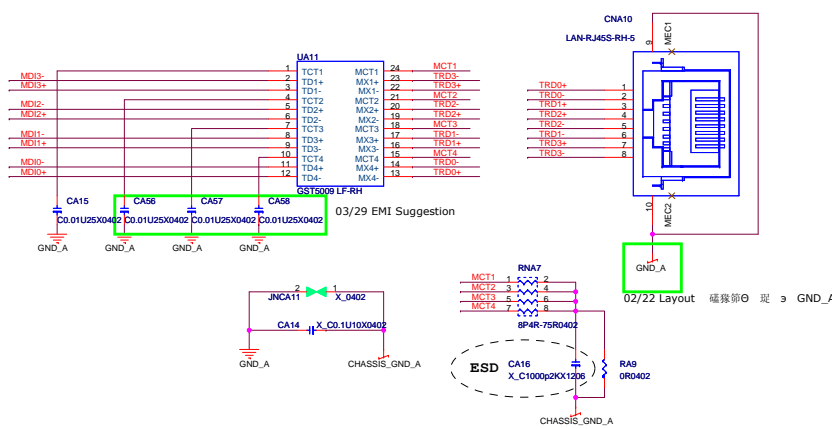 CNA10
LAN-RJ45S-RH-5
9
MEC1
UA11
1 TCT1 MCT1 24 MCT1
MDI3- 2 TD1+ MX1+ 23 TRD3-
MDI3+ 3 TD1- MX1- 22 TRD3+
4 TCT2 MCT2 21 MCT2
MDI2- 5 TD2+ MX2+ 20 TRD2-
MDI2+ 6 TD2- MX2- 19 TRD2+
7 TCT3 MCT3 18 MCT3
MDI1- 8 TD3+ MX3+ 17 TRD1-
MDI1+ 9 TD3- MX3- 16 TRD1+
10 TCT4 MCT4 15 MCT4
MDI0- 11 TD4+ MX4+ 14 TRD0-
MDI0+ 12 TD4- MX4- 13 TRD0+
GST5009 LF-RH
TRD0+ 1
TRD0- 2
TRD1+ 3
TRD2+ 4
TRD2- 5
TRD1- 6
TRD3+ 7
TRD3- 8
10
MEC2
CA15 CA56 CA57 CA58
C0.01U25X0402 C0.01U25X0402 C0.01U25X0402 C0.01U25X0402
03/29 EMI Suggestion
GND_A GND_A GND_A GND_A
GND_A
02/22 Layout GND_A
2 1
JNCA11 X_0402
CA14 X_C0.1U10X0402
GND_A CHASSIS_GND_A
RNA7
MCT1 1 2
MCT2 3 4
MCT3 5 6
MCT4 7 8
8P4R-75R0402
ESD
CA16
X_C1000p2KX1206
RA9
0R0402
CHASSIS_GND_A